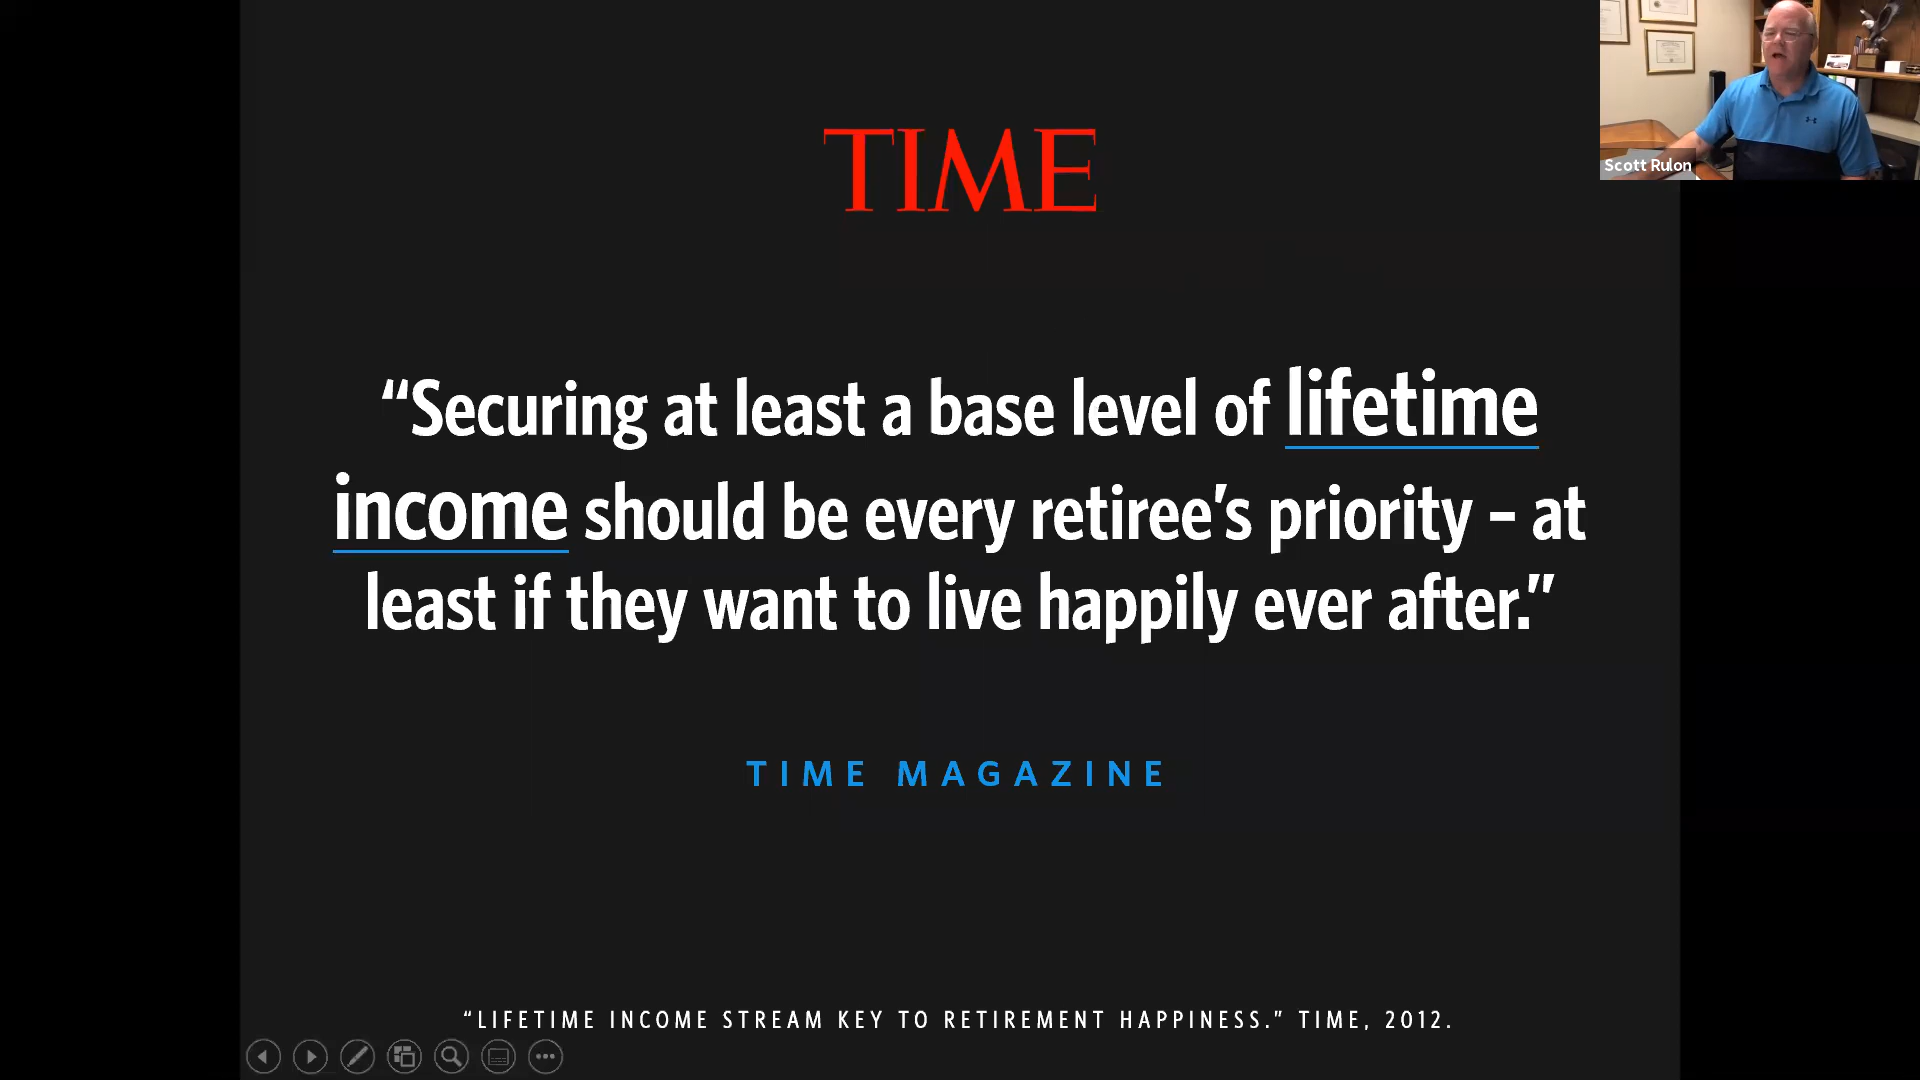 TIME
Scott Rulon
“Securing at least a base level of lifetime
income should be every retiree’s priority – at
least if they want to live happily ever after.”
TIME MAGAZINE
“LIFETIME INCOME STREAM KEY TO RETIREMENT HAPPINESS.” TIME, 2012.